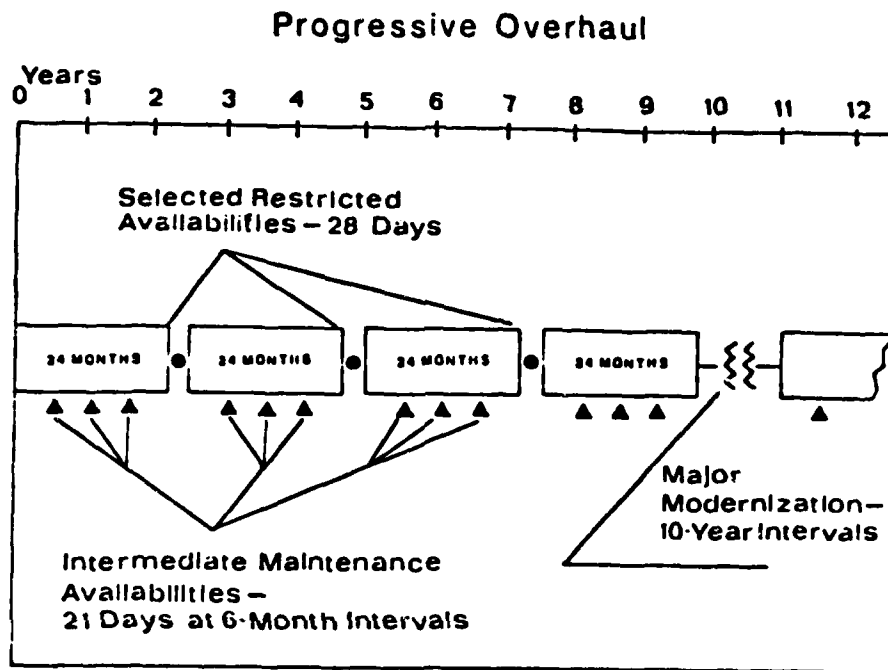 Progressive Overhaul
Years
0 1 2 3 4 5 6 7 8 9 10 11 12
Selected Restricted
Availabilities – 28 Days
24 MONTHS 24 MONTHS 24 MONTHS 24 MONTHS
Major
Modernization –
10-Year Intervals
Intermediate Maintenance
Availabilities –
21 Days at 6-Month Intervals